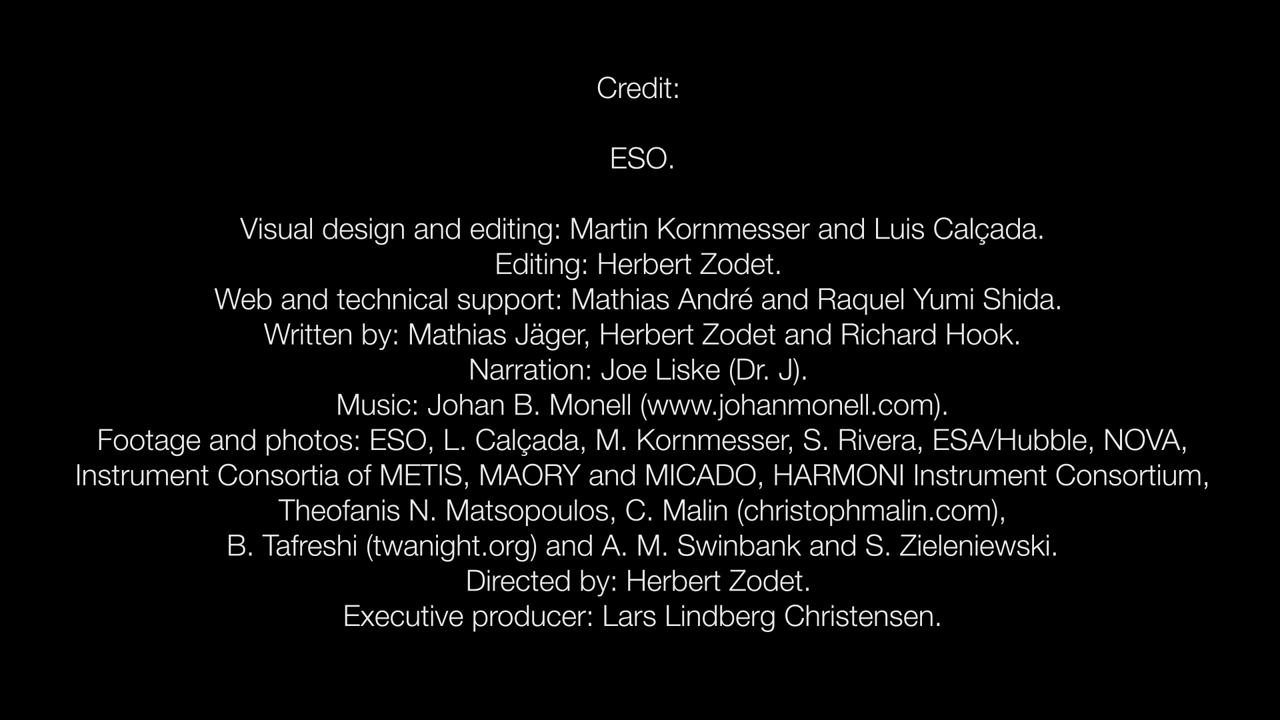 Credit:
ESO.
Visual design and editing: Martin Kornmesser and Luis Calçada.
Editing: Herbert Zodet.
Web and technical support: Mathias André and Raquel Yumi Shida.
Written by: Mathias Jäger, Herbert Zodet and Richard Hook.
Narration: Joe Liske (Dr. J).
Music: Johan B. Monell (www.johanmonell.com).
Footage and photos: ESO, L. Calçada, M. Kornmesser, S. Rivera, ESA/Hubble, NOVA,
Instrument Consortia of METIS, MAORY and MICADO, HARMONI Instrument Consortium,
Theofanis N. Matsopoulos, C. Malin (christophmalin.com),
B. Tafreshi (twanight.org) and A. M. Swinbank and S. Zieleniewski.
Directed by: Herbert Zodet.
Executive producer: Lars Lindberg Christensen.